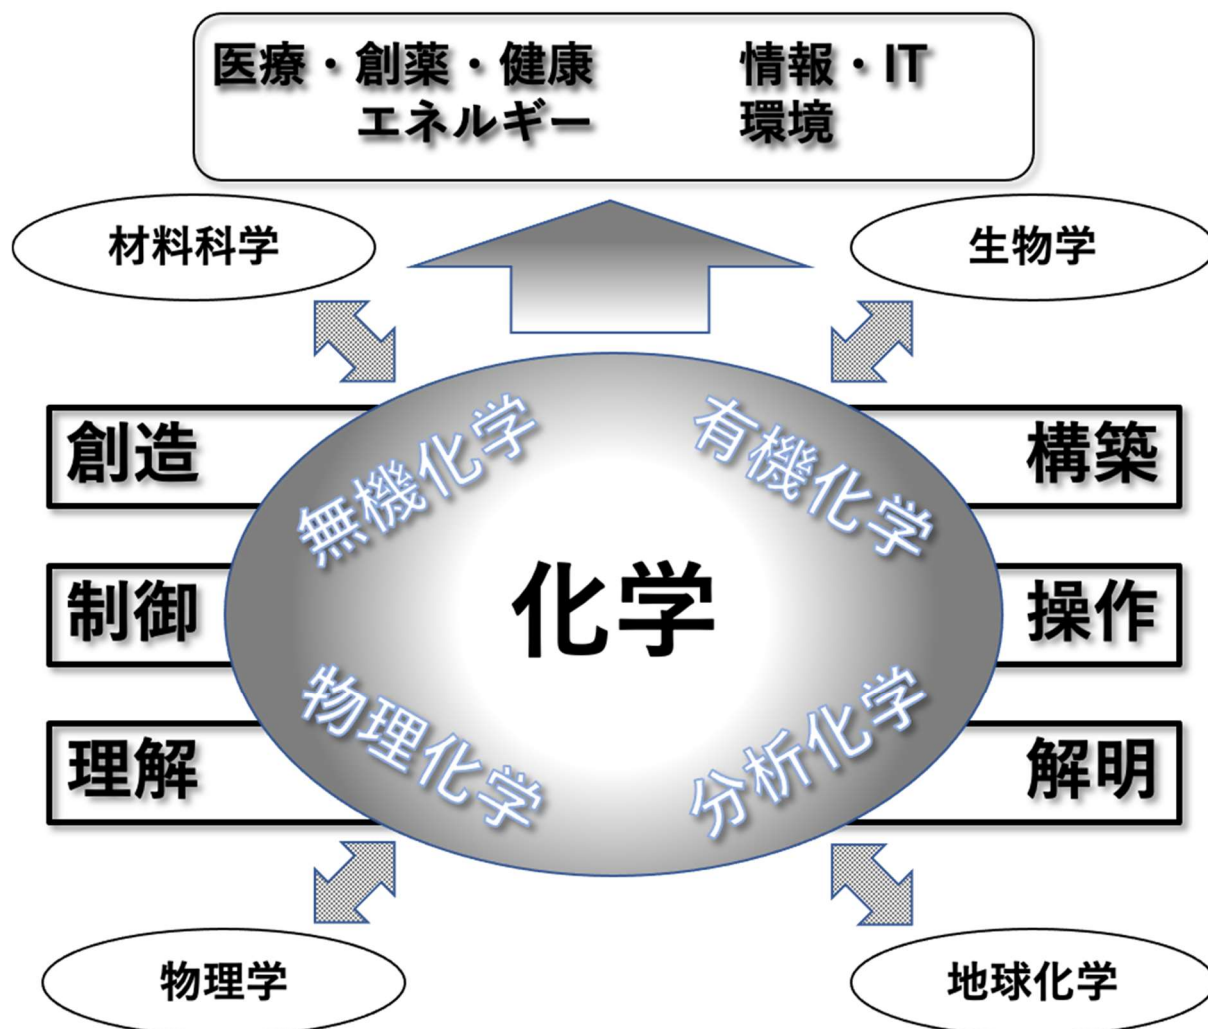 医療・創薬・健康 情報・IT
エネルギー 環境
材料科学
生物学
無機化学
有機化学
創造
構築
化学
制御
操作
物理化学
分析化学
理解
解明
物理学
地球化学